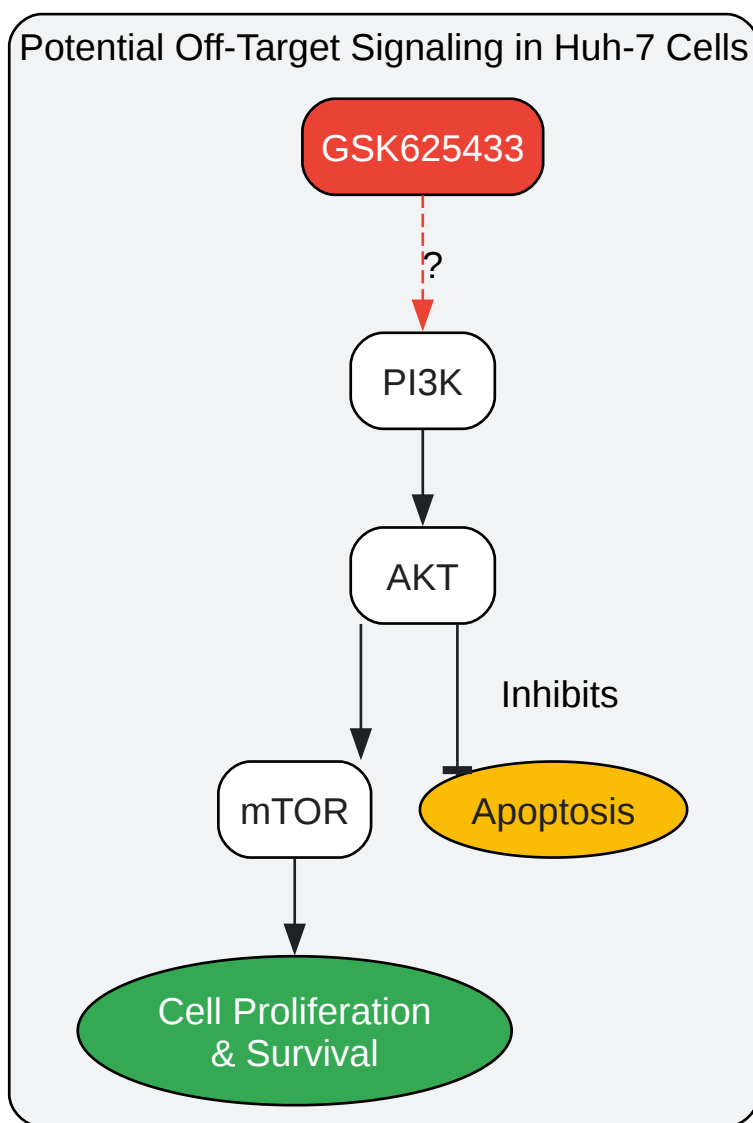 Potential Off-Target Signaling in Huh-7 Cells
GSK625433
?
PI3K
AKT
Inhibits
mTOR
Apoptosis
Cell Proliferation
& Survival